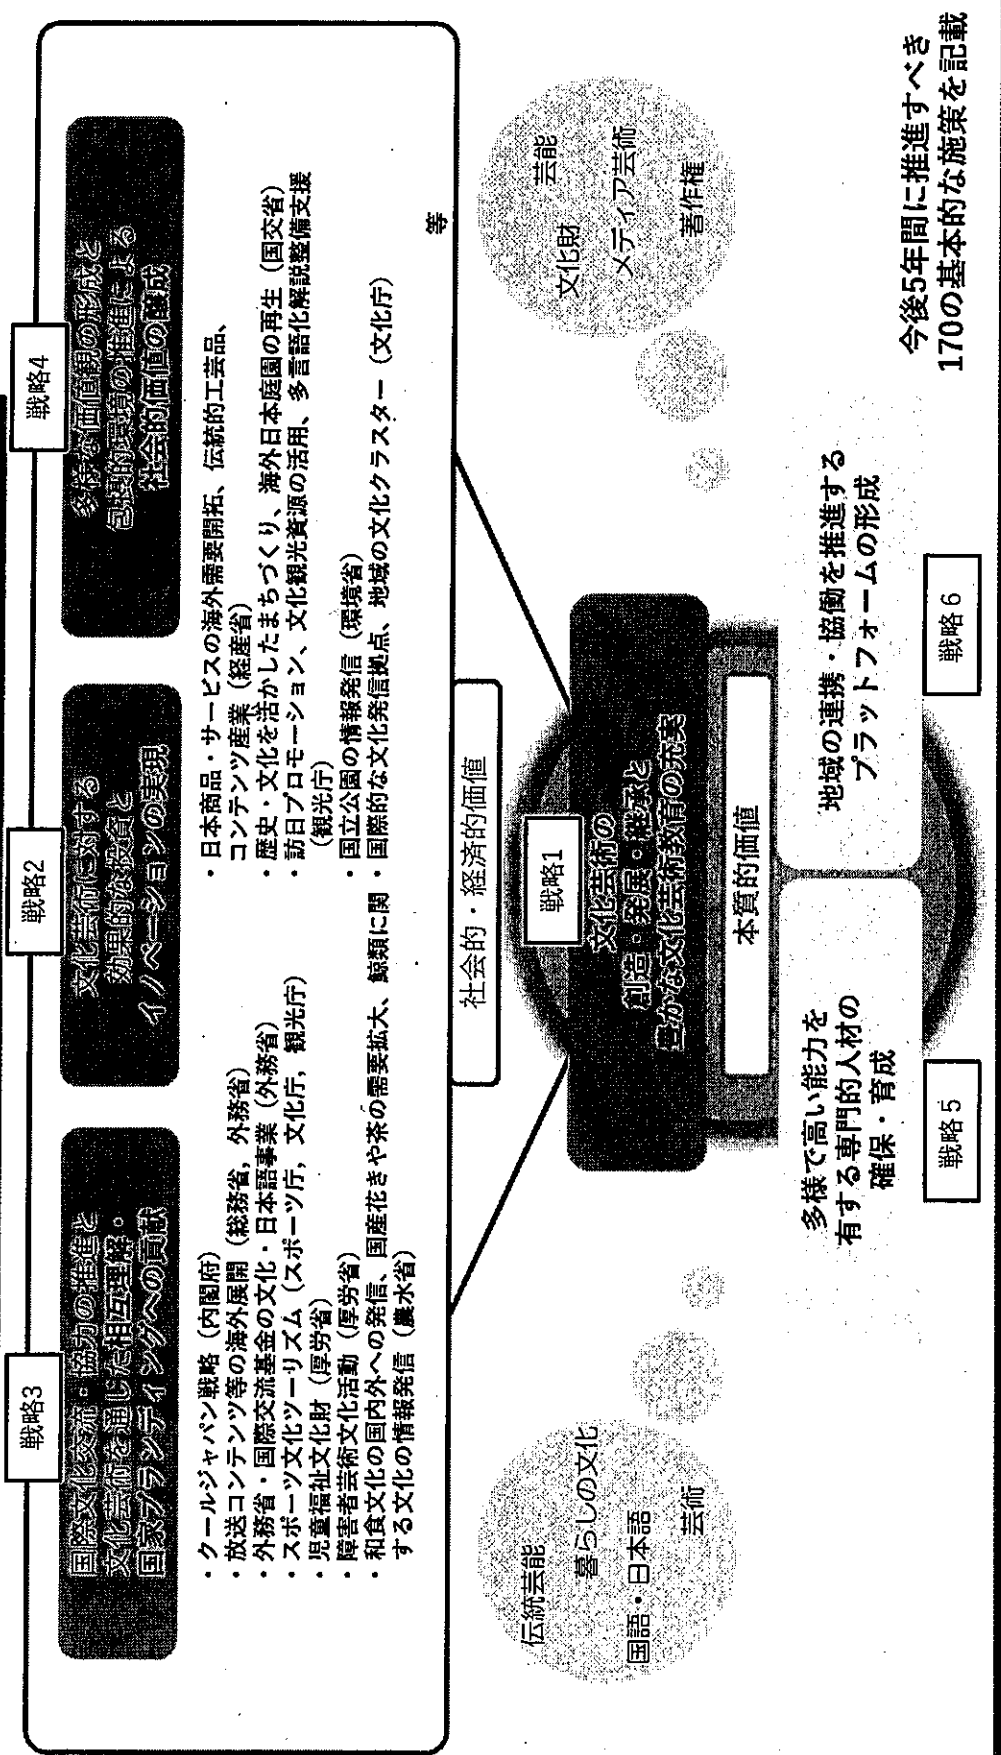 戦略3
国際文化交流・協力の推進と
文化芸術を通じた相互理解・
国家ブランディングへの貢献
戦略2
文化芸術に対する
効果的な投資と
イノベーションの実現
戦略4
多様な価値観の形成と
包摂的環境の推進による
社会的価値の醸成
・クールジャパン戦略（内閣府）
・放送コンテンツ等の海外展開（総務省，外務省）
・外務省・国際交流基金の文化・日本語事業（外務省）
・スポーツ文化ツーリズム（スポーツ庁，文化庁，観光庁）
・児童福祉文化財（厚労省）
・障害者芸術文化活動（厚労省）
・和食文化の国内外への発信、国産花きや茶の需要拡大、鯨類に関
する文化の情報発信（農水省）
・日本商品・サービスの海外需要開拓、伝統的工芸品、
コンテンツ産業（経産省）
・歴史・文化を活かしたまちづくり、海外日本庭園の再生（国交省）
・訪日プロモーション、文化観光資源の活用、多言語化解説整備支援
（観光庁）
・国立公園の情報発信（環境省）
・国際的な文化発信拠点、地域の文化クラスター（文化庁）
等
社会的・経済的価値
戦略1
文化芸術の
創造・発展・継承と
豊かな文化芸術教育の充実
本質的価値
伝統芸能
暮らしの文化
国語・日本語
芸術
芸能
文化財
メディア芸術
著作権
多様で高い能力を
有する専門的人材の
確保・育成
戦略5
地域の連携・協働を推進する
プラットフォームの形成
戦略6
今後5年間に推進すべき
170の基本的な施策を記載